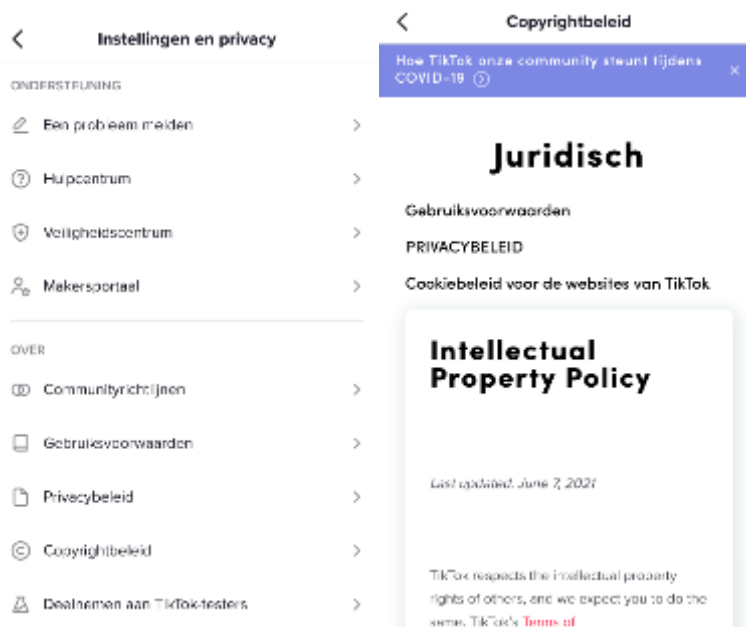 Instellingen en privacy
ONDERSTEUNING
Een probleem melden
Hulpcentrum
Veiligheidscentrum
Makersportaal
OVER
Communityrichtlijnen
Gebruiksvoorwaarden
Privacybeleid
Copyrightbeleid
Deelnemen aan TikTok-testers
Copyrightbeleid
Hoe TikTok onze community steunt tijdens
COVID-19
Juridisch
Gebruiksvoorwaarden
PRIVACYBELEID
Cookiebeleid voor de websites van TikTok
Intellectual
Property Policy
Last updated: June 7, 2021
TikTok respects the intellectual property
rights of others, and we expect you to do the
same. TikTok's Terms of